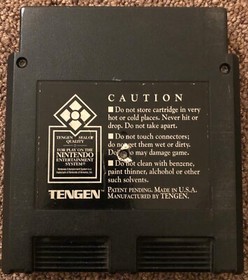 CAUTION
■ Do not store cartridge in very
hot or cold places. Never hit or
drop. Do not take apart.
■ Do not touch connectors;
do not get them wet or dirty.
Do so may damage game.
■ Do not clean with benzene,
paint thinner, alcohol or other
such solvents.
TENGEN SEAL OF
QUALITY
FOR PLAY ON THE
NINTENDO
ENTERTAINMENT
SYSTEM
TENGEN
PATENT PENDING. MADE IN U.S.A.
MANUFACTURED BY TENGEN.